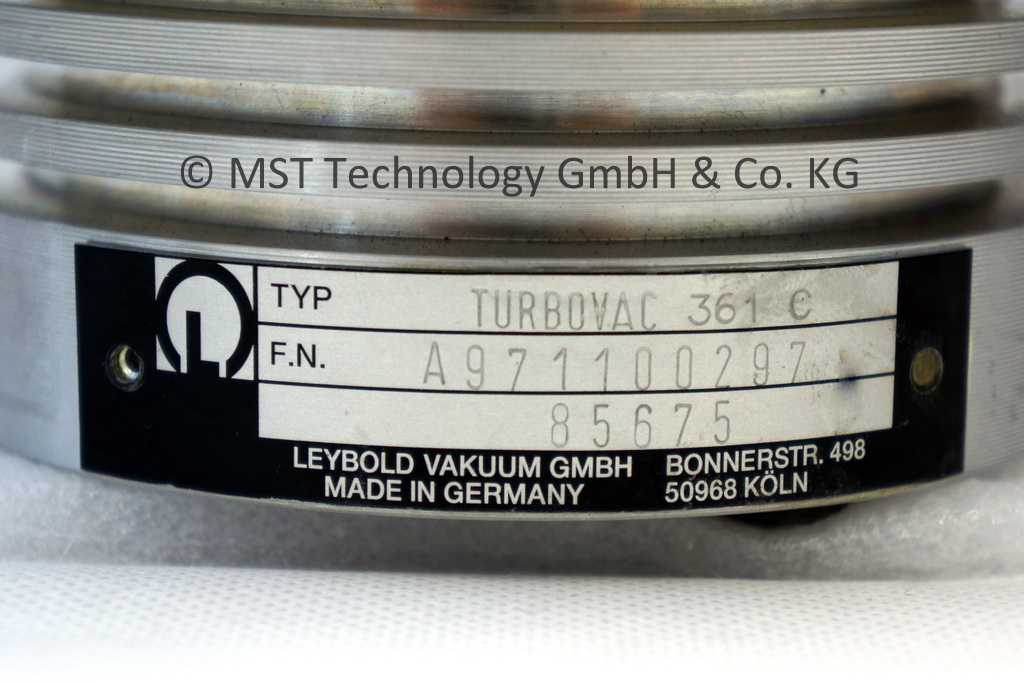 © MST Technology GmbH & Co. KG
TYP TURBOVAC 361 C
F.N. A971100297
85675
LEYBOLD VAKUUM GMBH BONNERSTR. 498
MADE IN GERMANY 50968 KÖLN